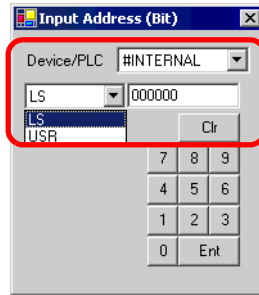 Input Address (Bit)
Device/PLC #INTERNAL
LS 000000
LS
USR
Clr
7 8 9
4 5 6
1 2 3
0 Ent